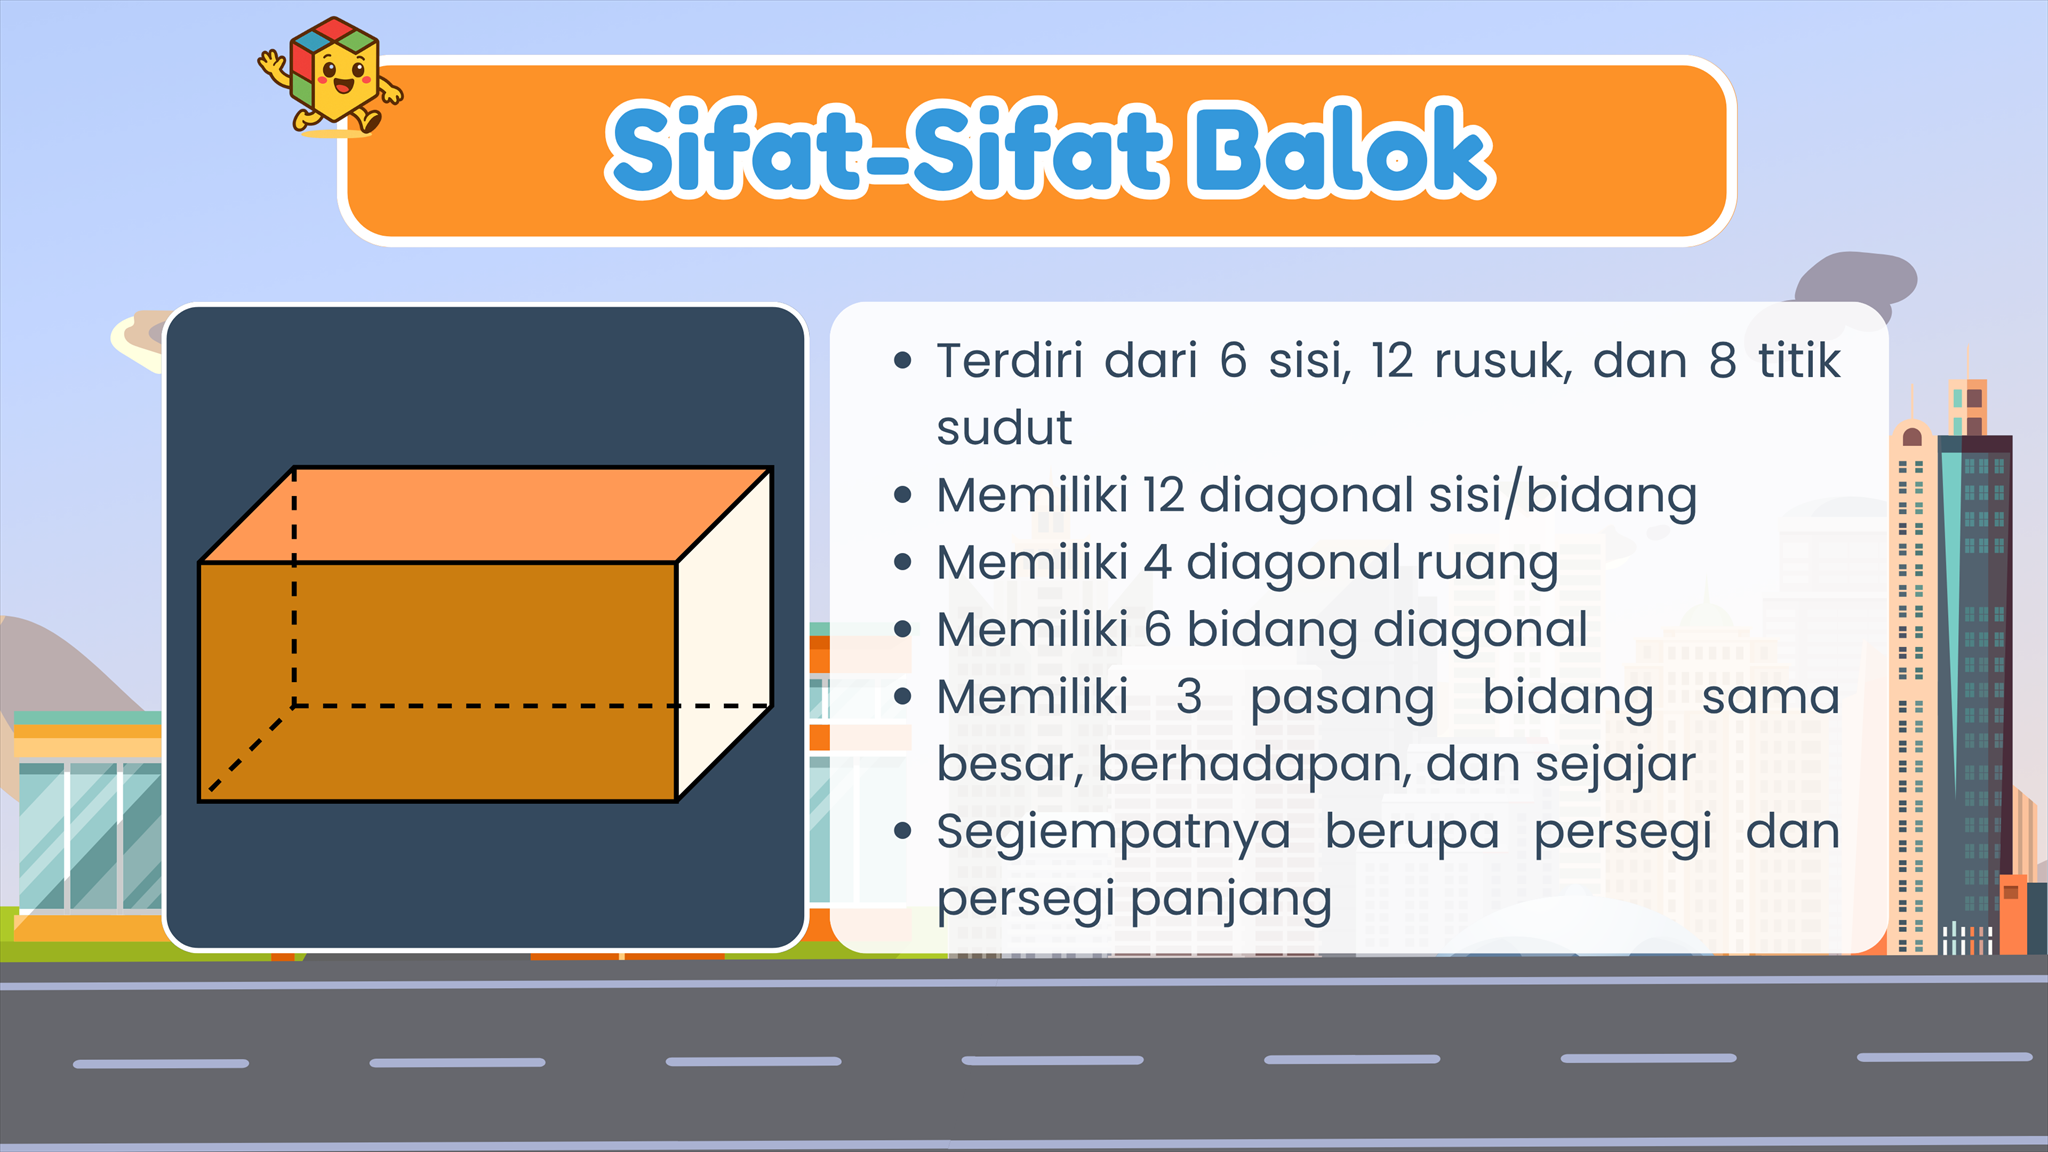 Sifat-Sifat Balok
• Terdiri dari 6 sisi, 12 rusuk, dan 8 titik
sudut
• Memiliki 12 diagonal sisi/bidang
• Memiliki 4 diagonal ruang
• Memiliki 6 bidang diagonal
• Memiliki 3 pasang bidang sama
besar, berhadapan, dan sejajar
• Segiempatnya berupa persegi dan
persegi panjang